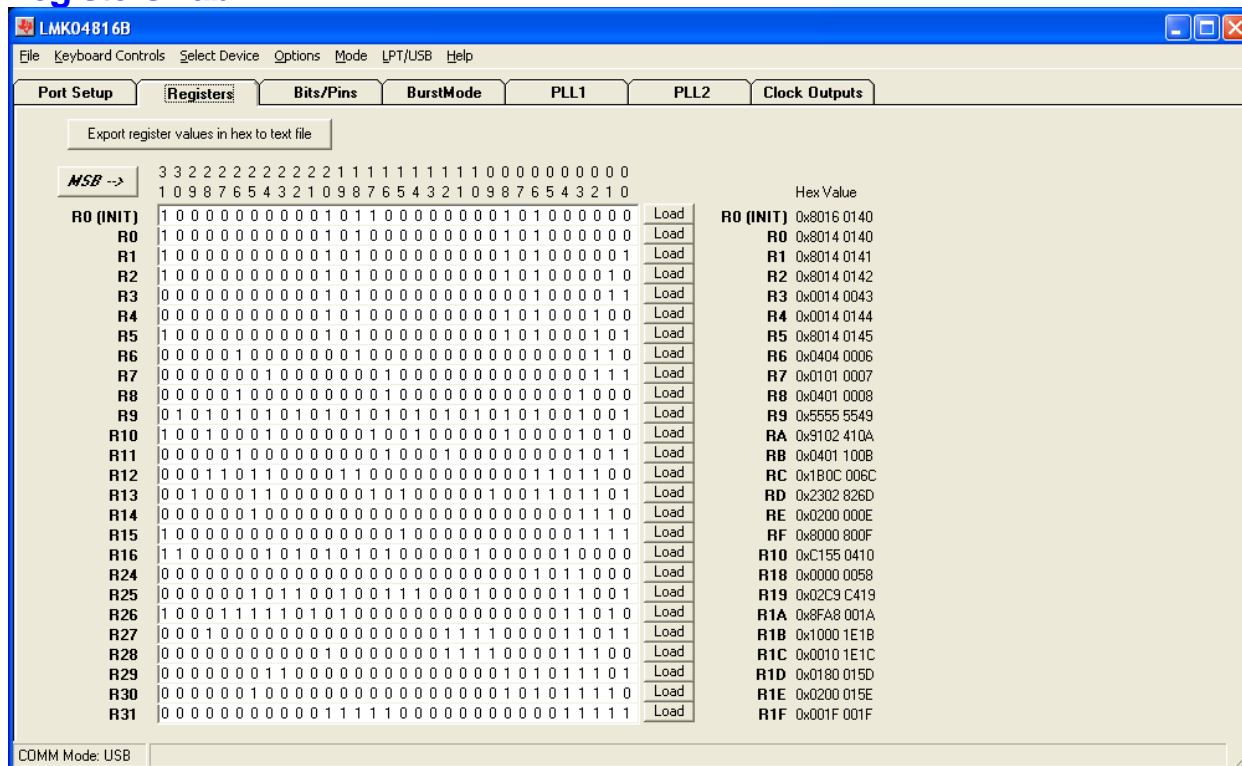 LMK04816B
File Keyboard Controls Select Device Options Mode LPT/USB Help
Port Setup Registers Bits/Pins BurstMode PLL1 PLL2 Clock Outputs
Export register values in hex to text file
MSB -->
3 3 2 2 2 2 2 2 2 2 2 2 1 1 1 1 1 1 1 1 1 1 0 0 0 0 0 0 0 0 0 0
1 0 9 8 7 6 5 4 3 2 1 0 9 8 7 6 5 4 3 2 1 0 9 8 7 6 5 4 3 2 1 0 Hex Value
R0 (INIT) 1 0 0 0 0 0 0 0 0 0 0 1 0 1 1 0 0 0 0 0 0 0 0 1 0 1 0 0 0 0 0 0 Load R0 (INIT) 0x8016 0140
R0 1 0 0 0 0 0 0 0 0 0 0 1 0 1 0 0 0 0 0 0 0 0 0 1 0 1 0 0 0 0 0 0 Load R0 0x8014 0140
R1 1 0 0 0 0 0 0 0 0 0 0 1 0 1 0 0 0 0 0 0 0 0 0 1 0 1 0 0 0 0 0 1 Load R1 0x8014 0141
R2 1 0 0 0 0 0 0 0 0 0 0 1 0 1 0 0 0 0 0 0 0 0 0 1 0 1 0 0 0 0 1 0 Load R2 0x8014 0142
R3 0 0 0 0 0 0 0 0 0 0 0 1 0 1 0 0 0 0 0 0 0 0 0 0 0 1 0 0 0 0 1 1 Load R3 0x0014 0043
R4 0 0 0 0 0 0 0 0 0 0 0 1 0 1 0 0 0 0 0 0 0 0 0 1 0 1 0 0 0 1 0 0 Load R4 0x0014 0144
R5 1 0 0 0 0 0 0 0 0 0 0 1 0 1 0 0 0 0 0 0 0 0 0 1 0 1 0 0 0 1 0 1 Load R5 0x8014 0145
R6 0 0 0 0 0 1 0 0 0 0 0 0 0 1 0 0 0 0 0 0 0 0 0 0 0 0 0 0 0 1 1 0 Load R6 0x0404 0006
R7 0 0 0 0 0 0 0 1 0 0 0 0 0 0 0 1 0 0 0 0 0 0 0 0 0 0 0 0 0 1 1 1 Load R7 0x0101 0007
R8 0 0 0 0 0 1 0 0 0 0 0 0 0 0 0 1 0 0 0 0 0 0 0 0 0 0 0 0 1 0 0 0 Load R8 0x0401 0008
R9 0 1 0 1 0 1 0 1 0 1 0 1 0 1 0 1 0 1 0 1 0 1 0 1 0 1 0 0 1 0 0 1 Load R9 0x5555 5549
R10 1 0 0 1 0 0 0 1 0 0 0 0 0 0 1 0 0 1 0 0 0 0 0 1 0 0 0 0 1 0 1 0 Load RA 0x9102 410A
R11 0 0 0 0 0 1 0 0 0 0 0 0 0 0 0 1 0 0 0 1 0 0 0 0 0 0 0 0 1 0 1 1 Load RB 0x0401 100B
R12 0 0 0 1 1 0 1 1 0 0 0 0 1 1 0 0 0 0 0 0 0 0 0 0 0 1 1 0 1 1 0 0 Load RC 0x1B0C 006C
R13 0 0 1 0 0 0 1 1 0 0 0 0 0 0 1 0 1 0 0 0 0 0 1 0 0 1 1 0 1 1 0 1 Load RD 0x2302 826D
R14 0 0 0 0 0 0 1 0 0 0 0 0 0 0 0 0 0 0 0 0 0 0 0 0 0 0 0 0 1 1 1 0 Load RE 0x0200 000E
R15 1 0 0 0 0 0 0 0 0 0 0 0 0 0 0 0 1 0 0 0 0 0 0 0 0 0 0 0 1 1 1 1 Load RF 0x8000 800F
R16 1 1 0 0 0 0 0 1 0 1 0 1 0 1 0 1 0 0 0 0 0 1 0 0 0 0 0 1 0 0 0 0 Load R10 0xC155 0410
R24 0 0 0 0 0 0 0 0 0 0 0 0 0 0 0 0 0 0 0 0 0 0 0 0 0 1 0 1 1 0 0 0 Load R18 0x0000 0058
R25 0 0 0 0 0 0 1 0 1 1 0 0 1 0 0 1 1 1 0 0 0 1 0 0 0 0 0 1 1 0 0 1 Load R19 0x02C9 C419
R26 1 0 0 0 1 1 1 1 1 0 1 0 1 0 0 0 0 0 0 0 0 0 0 0 0 0 0 1 1 0 1 0 Load R1A 0x8FA8 001A
R27 0 0 0 1 0 0 0 0 0 0 0 0 0 0 0 0 0 0 0 1 1 1 1 0 0 0 0 1 1 0 1 1 Load R1B 0x1000 1E1B
R28 0 0 0 0 0 0 0 0 0 0 0 1 0 0 0 0 0 0 0 1 1 1 1 0 0 0 0 1 1 1 0 0 Load R1C 0x0010 1E1C
R29 0 0 0 0 0 0 0 1 1 0 0 0 0 0 0 0 0 0 0 0 0 0 0 1 0 1 0 1 1 1 0 1 Load R1D 0x0180 015D
R30 0 0 0 0 0 0 1 0 0 0 0 0 0 0 0 0 0 0 0 0 0 0 0 1 0 1 0 1 1 1 1 0 Load R1E 0x0200 015E
R31 0 0 0 0 0 0 0 0 0 0 0 1 1 1 1 1 0 0 0 0 0 0 0 0 0 0 0 1 1 1 1 1 Load R1F 0x001F 001F
COMM Mode: USB